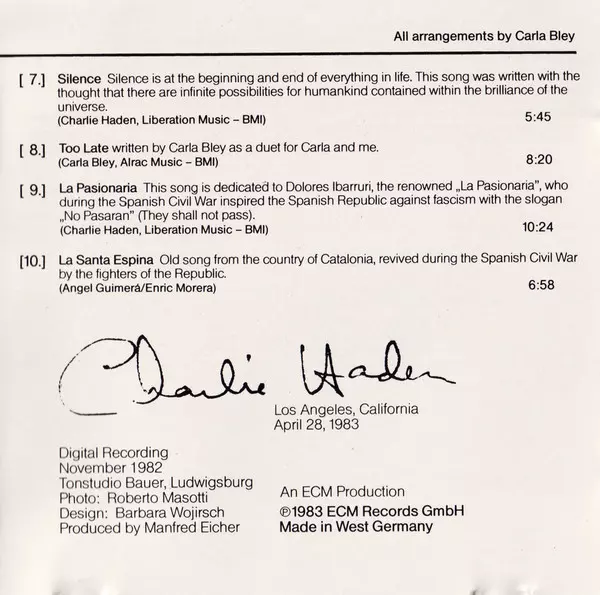 All arrangements by Carla Bley
[ 7.] Silence Silence is at the beginning and end of everything in life. This song was written with the
thought that there are infinite possibilities for humankind contained within the brilliance of the
universe.
(Charlie Haden, Liberation Music – BMI) 5:45
[ 8.] Too Late written by Carla Bley as a duet for Carla and me.
(Carla Bley, Alrac Music – BMI) 8:20
[ 9.] La Pasionaria This song is dedicated to Dolores Ibarruri, the renowned „La Pasionaria”, who
during the Spanish Civil War inspired the Spanish Republic against fascism with the slogan
„No Pasaran” (They shall not pass).
(Charlie Haden, Liberation Music – BMI) 10:24
[10.] La Santa Espina Old song from the country of Catalonia, revived during the Spanish Civil War
by the fighters of the Republic.
(Angel Guimerá/Enric Morera) 6:58
Charlie Haden
Los Angeles, California
April 28, 1983
Digital Recording
November 1982
Tonstudio Bauer, Ludwigsburg
Photo: Roberto Masotti
Design: Barbara Wojirsch
Produced by Manfred Eicher
An ECM Production
℗1983 ECM Records GmbH
Made in West Germany